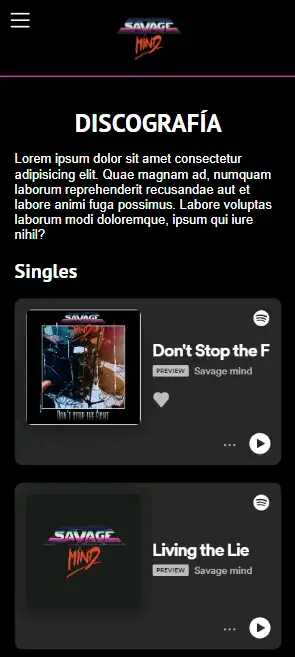 SAVAGE
MIND
DISCOGRAFÍA
Lorem ipsum dolor sit amet consectetur
adipisicing elit. Quae magnam ad, numquam
laborum reprehenderit recusandae aut et
labore animi fuga possimus. Labore voluptas
laborum modi doloremque, ipsum qui iure
nihil?
Singles
SAVAGE
MIND
DON'T STOP THE FIGHT
Don't Stop the F
PREVIEW Savage mind
SAVAGE
MIND
Living the Lie
PREVIEW Savage mind